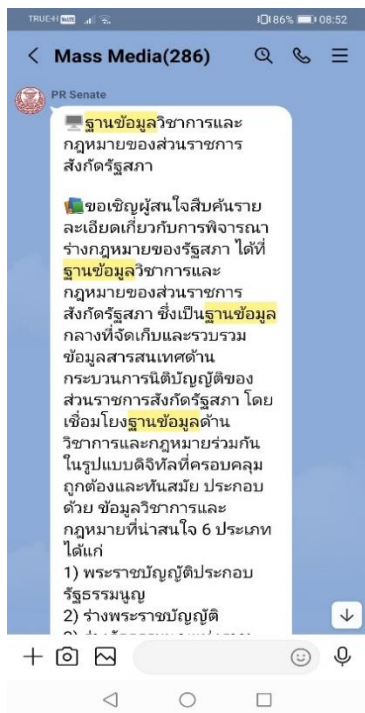 TRUE-H
86% 08:52
Mass Media(286)
PR Senate
ฐานข้อมูลวิชาการและ
กฎหมายของส่วนราชการ
สังกัดรัฐสภา
ขอเชิญผู้สนใจสืบค้นราย
ละเอียดเกี่ยวกับการพิจารณา
ร่างกฎหมายของรัฐสภา ได้ที่
ฐานข้อมูลวิชาการและ
กฎหมายของส่วนราชการ
สังกัดรัฐสภา ซึ่งเป็นฐานข้อมูล
กลางที่จัดเก็บและรวบรวม
ข้อมูลสารสนเทศด้าน
กระบวนการนิติบัญญัติของ
ส่วนราชการสังกัดรัฐสภา โดย
เชื่อมโยงฐานข้อมูลด้าน
วิชาการและกฎหมายร่วมกัน
ในรูปแบบดิจิทัลที่ครอบคลุม
ถูกต้องและทันสมัย ประกอบ
ด้วย ข้อมูลวิชาการและ
กฎหมายที่น่าสนใจ 6 ประเภท
ได้แก่
1) พระราชบัญญัติประกอบ
รัฐธรรมนูญ
2) ร่างพระราชบัญญัติ